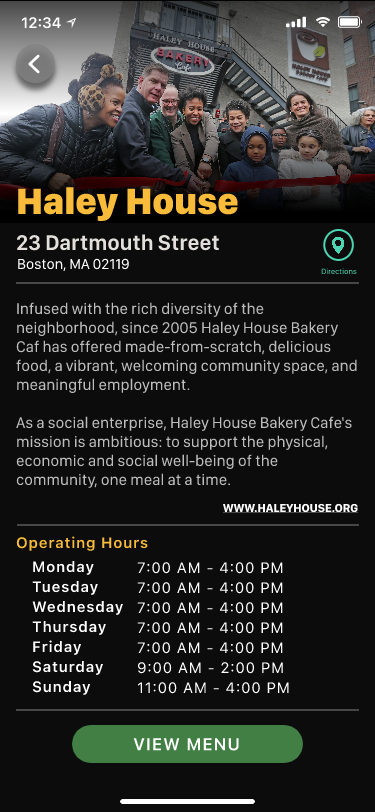 12:34
HALEY HOUSE
BAKERY
Cafe
Haley House
23 Dartmouth Street
Boston, MA 02119
Directions
Infused with the rich diversity of the
neighborhood, since 2005 Haley House Bakery
Caf has offered made-from-scratch, delicious
food, a vibrant, welcoming community space, and
meaningful employment.
As a social enterprise, Haley House Bakery Cafe's
mission is ambitious: to support the physical,
economic and social well-being of the
community, one meal at a time.
WWW.HALEYHOUSE.ORG
Operating Hours
Monday 7:00 AM - 4:00 PM
Tuesday 7:00 AM - 4:00 PM
Wednesday 7:00 AM - 4:00 PM
Thursday 7:00 AM - 4:00 PM
Friday 7:00 AM - 4:00 PM
Saturday 9:00 AM - 2:00 PM
Sunday 11:00 AM - 4:00 PM
VIEW MENU